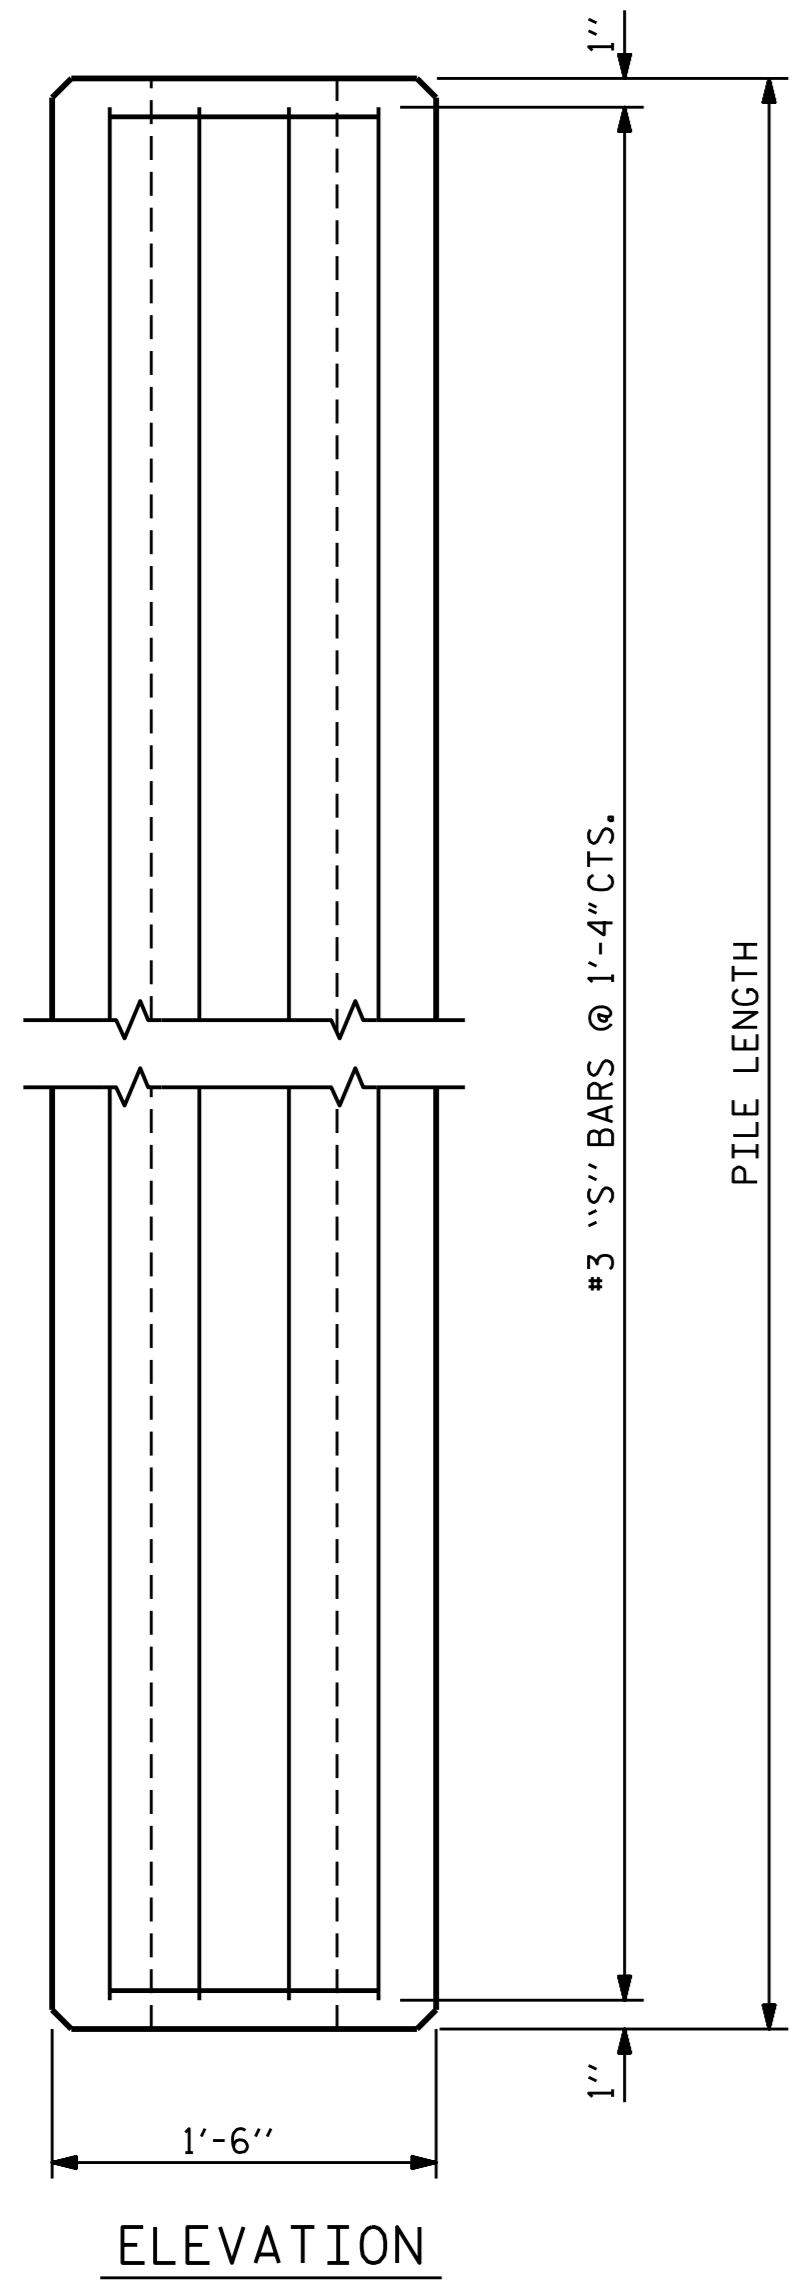 1"
#3 "S" BARS @ 1'-4" CTS.
PILE LENGTH
1"
1'-6"
ELEVATION